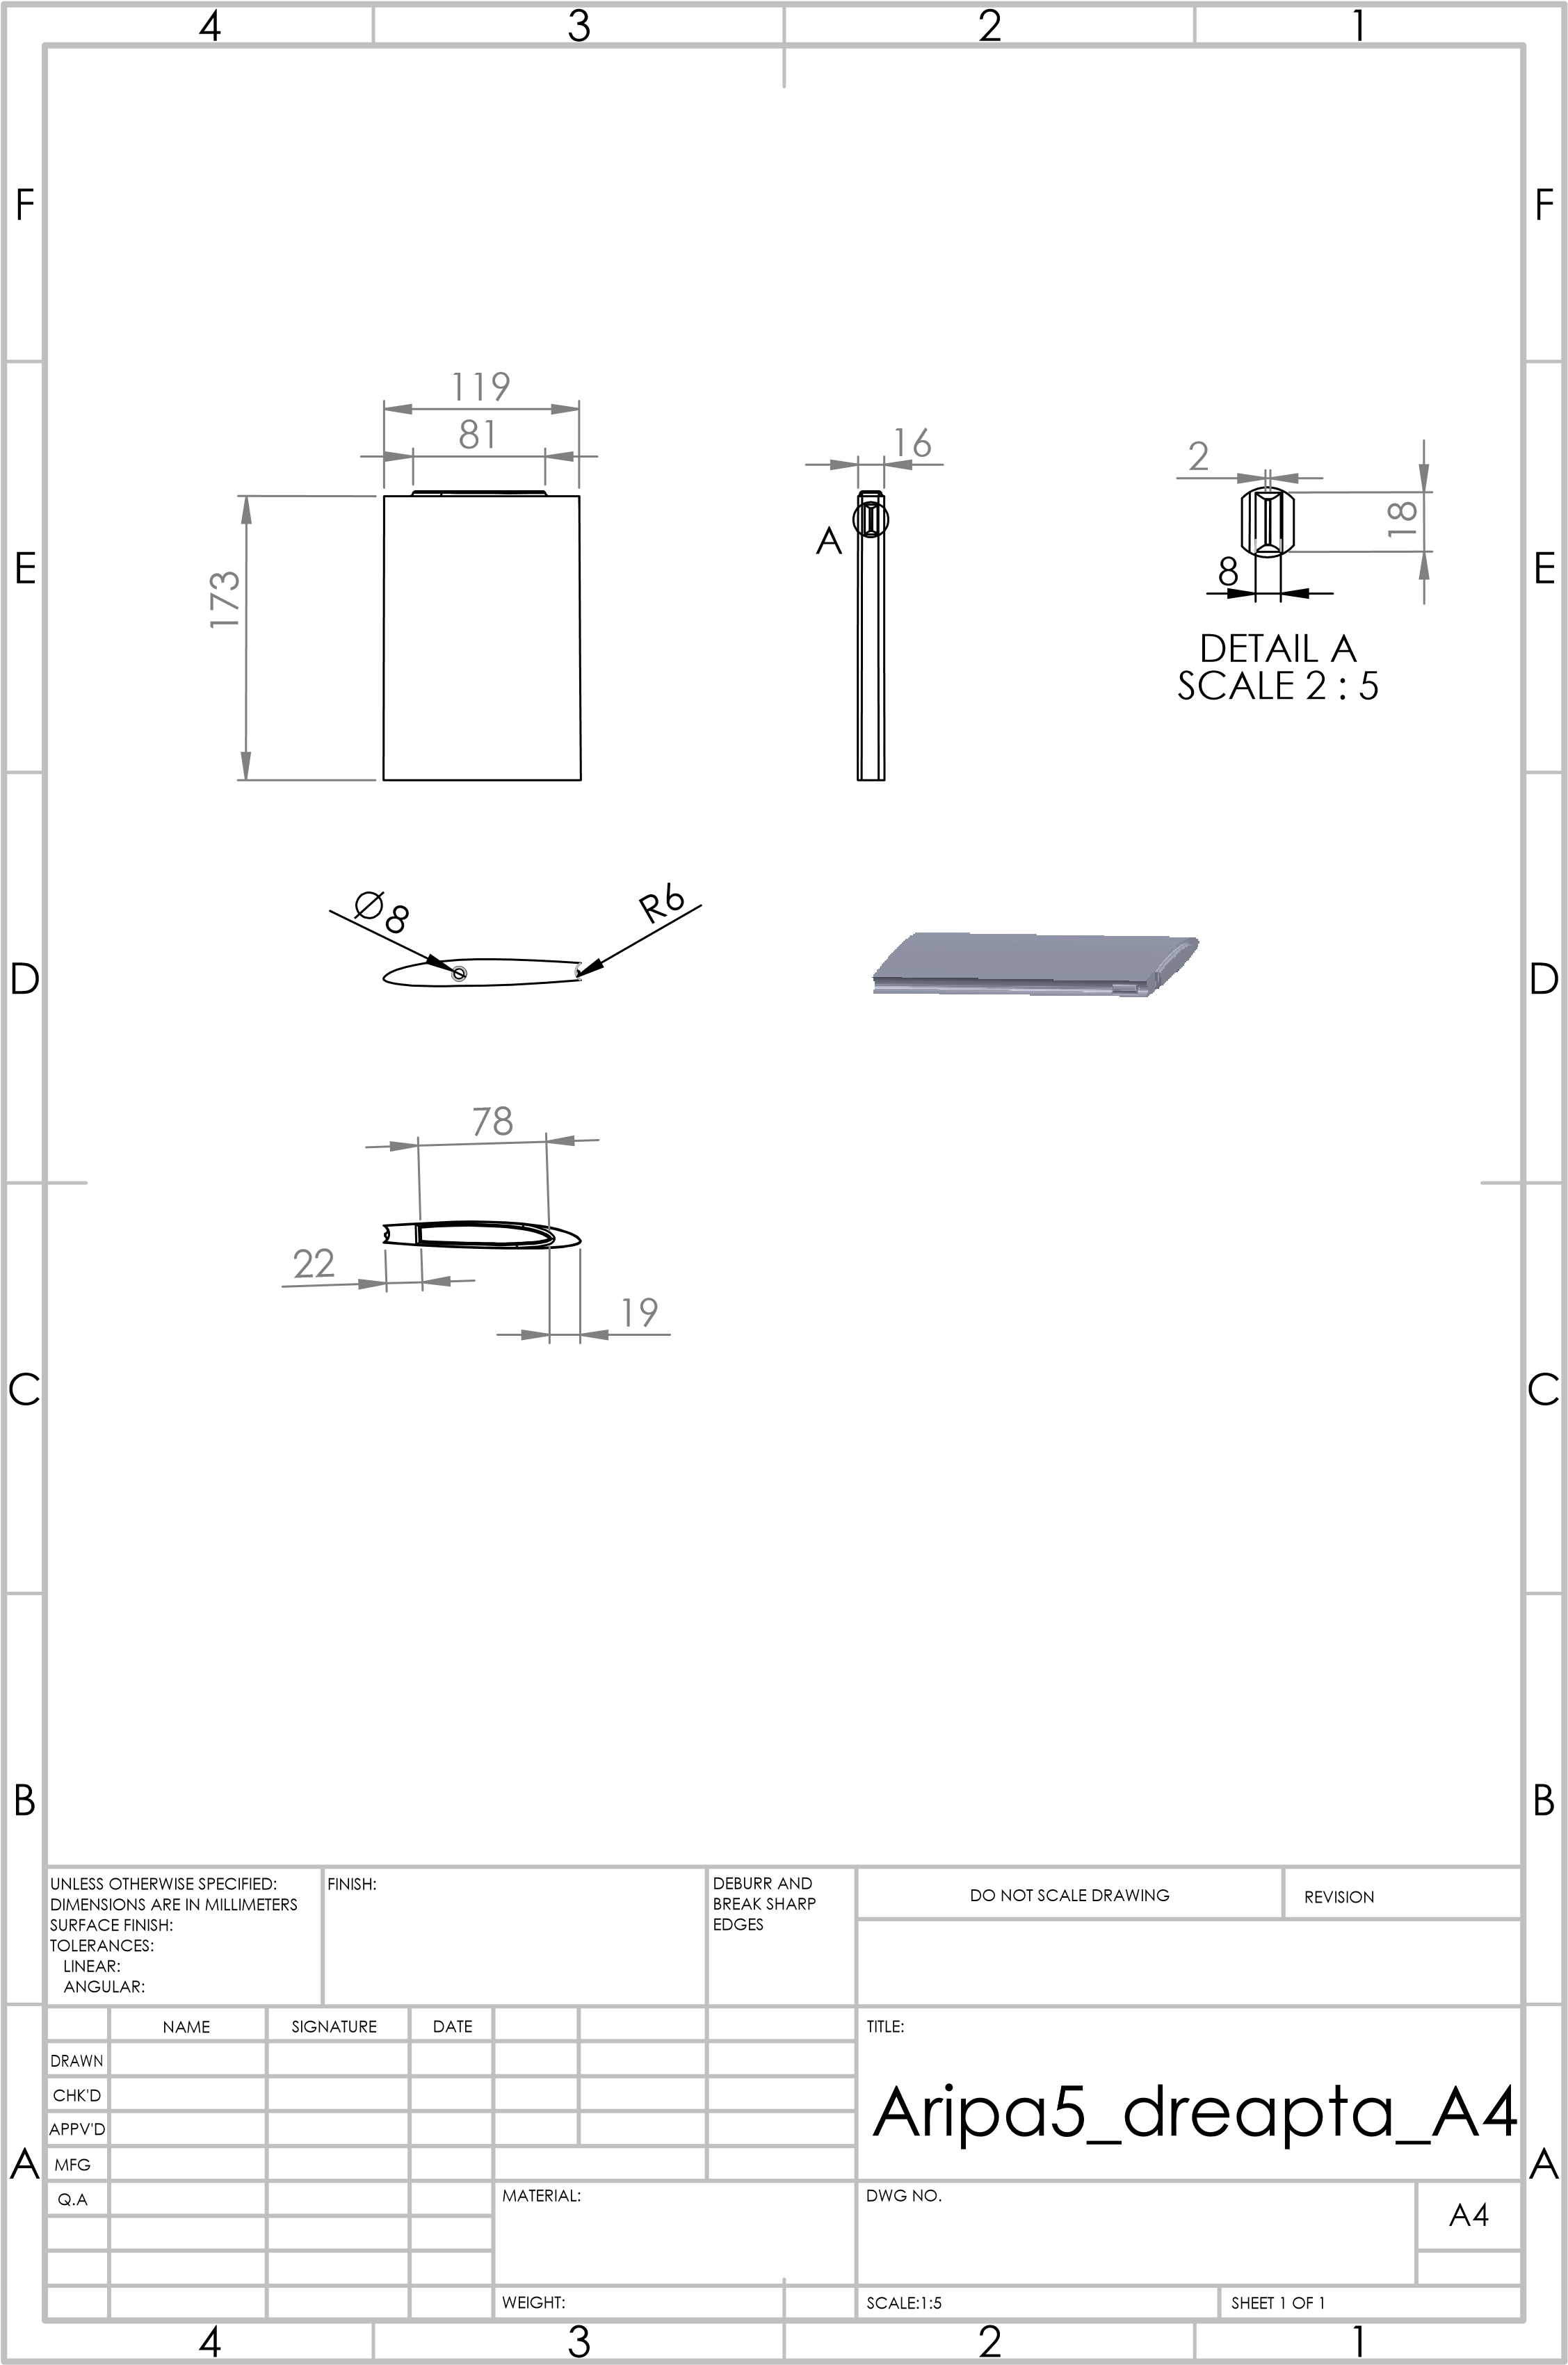 4 3 2 1
F F
119
81
16
2
18
173
A
8
E E
DETAIL A
SCALE 2 : 5
Ø8
R6
D D
78
22
19
C C
B B
UNLESS OTHERWISE SPECIFIED:
DIMENSIONS ARE IN MILLIMETERS
SURFACE FINISH:
TOLERANCES:
LINEAR:
ANGULAR:
FINISH:
DEBURR AND
BREAK SHARP
EDGES
DO NOT SCALE DRAWING
REVISION
NAME SIGNATURE DATE
DRAWN
CHK'D
APPV'D
MFG
Q.A
TITLE:
Aripa5_dreapta_A4
A A
MATERIAL:
DWG NO.
A4
WEIGHT:
SCALE:1:5
SHEET 1 OF 1
4 3 2 1